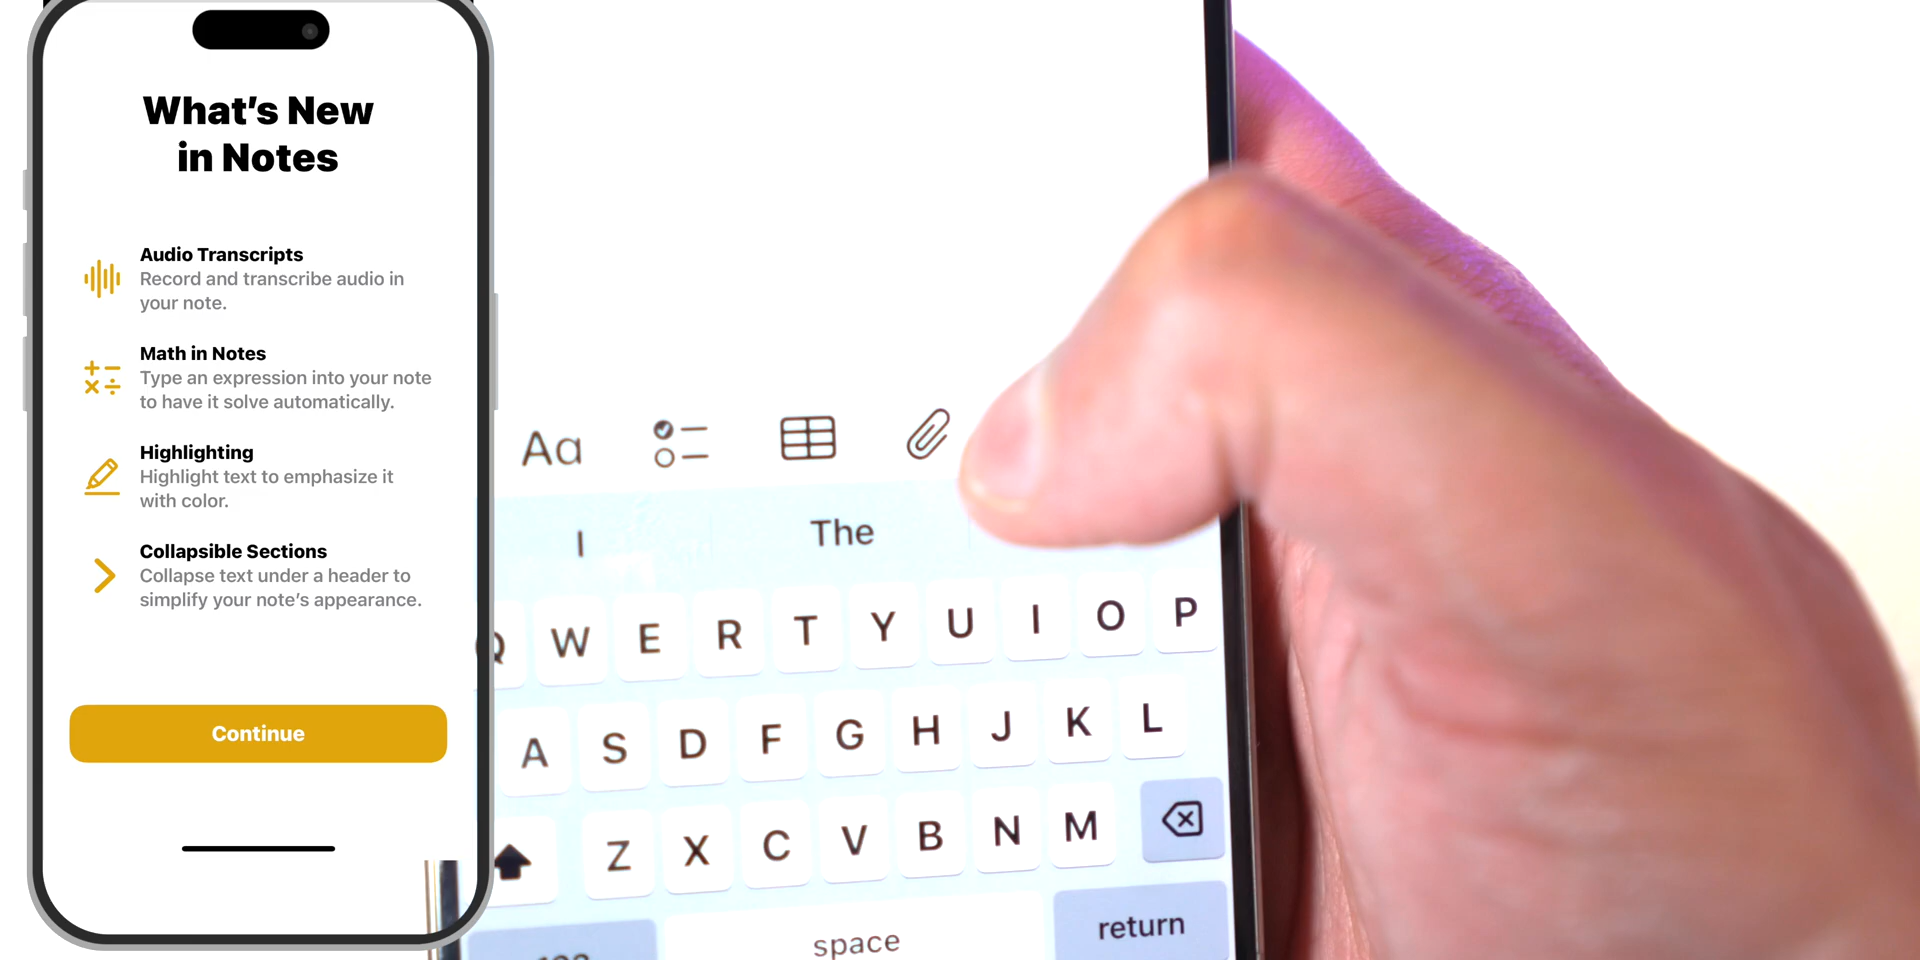 What’s New
in Notes
Audio Transcripts
Record and transcribe audio in
your note.
Math in Notes
Type an expression into your note
to have it solve automatically.
Highlighting
Highlight text to emphasize it
with color.
Collapsible Sections
Collapse text under a header to
simplify your note’s appearance.
Continue
Aa
I The
Q W E R T Y U I O P
A S D F G H J K L
Z X C V B N M
space return